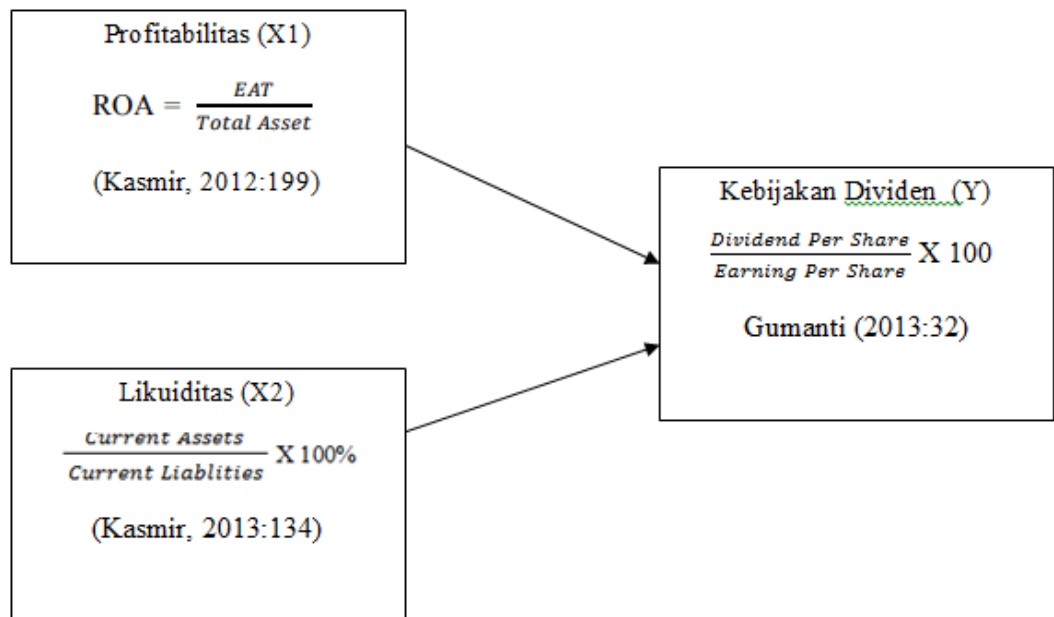 Profitabilitas (X1)
ROA = EAT
Total Asset
(Kasmir, 2012:199)
Kebijakan Dividen (Y)
Dividend Per Share
Earning Per Share X 100
Gumanti (2013:32)
Likuiditas (X2)
Current Assets
Current Liablities X 100%
(Kasmir, 2013:134)